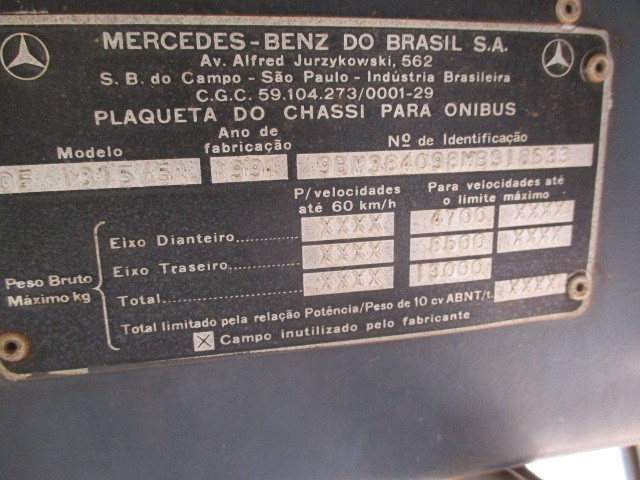 MERCEDES-BENZ DO BRASIL S.A.
Av. Alfred Jurzykowski, 562
S. B. do Campo - São Paulo - Indústria Brasileira
C.G.C. 59.104.273/0001-29
PLAQUETA DO CHASSI PARA ONIBUS
Modelo Ano de fabricação Nº de Identificação
1991 9BM384098MB918633
P/velocidades até 60 km/h Para velocidades até o limite máximo
Peso Bruto Máximo kg
Eixo Dianteiro XXXX 4700 XXXX
Eixo Traseiro XXXX XXXX
Total XXXX 13000 XXXX
Total limitado pela relação Potência/Peso de 10 cv ABNT/t.
X Campo inutilizado pelo fabricante